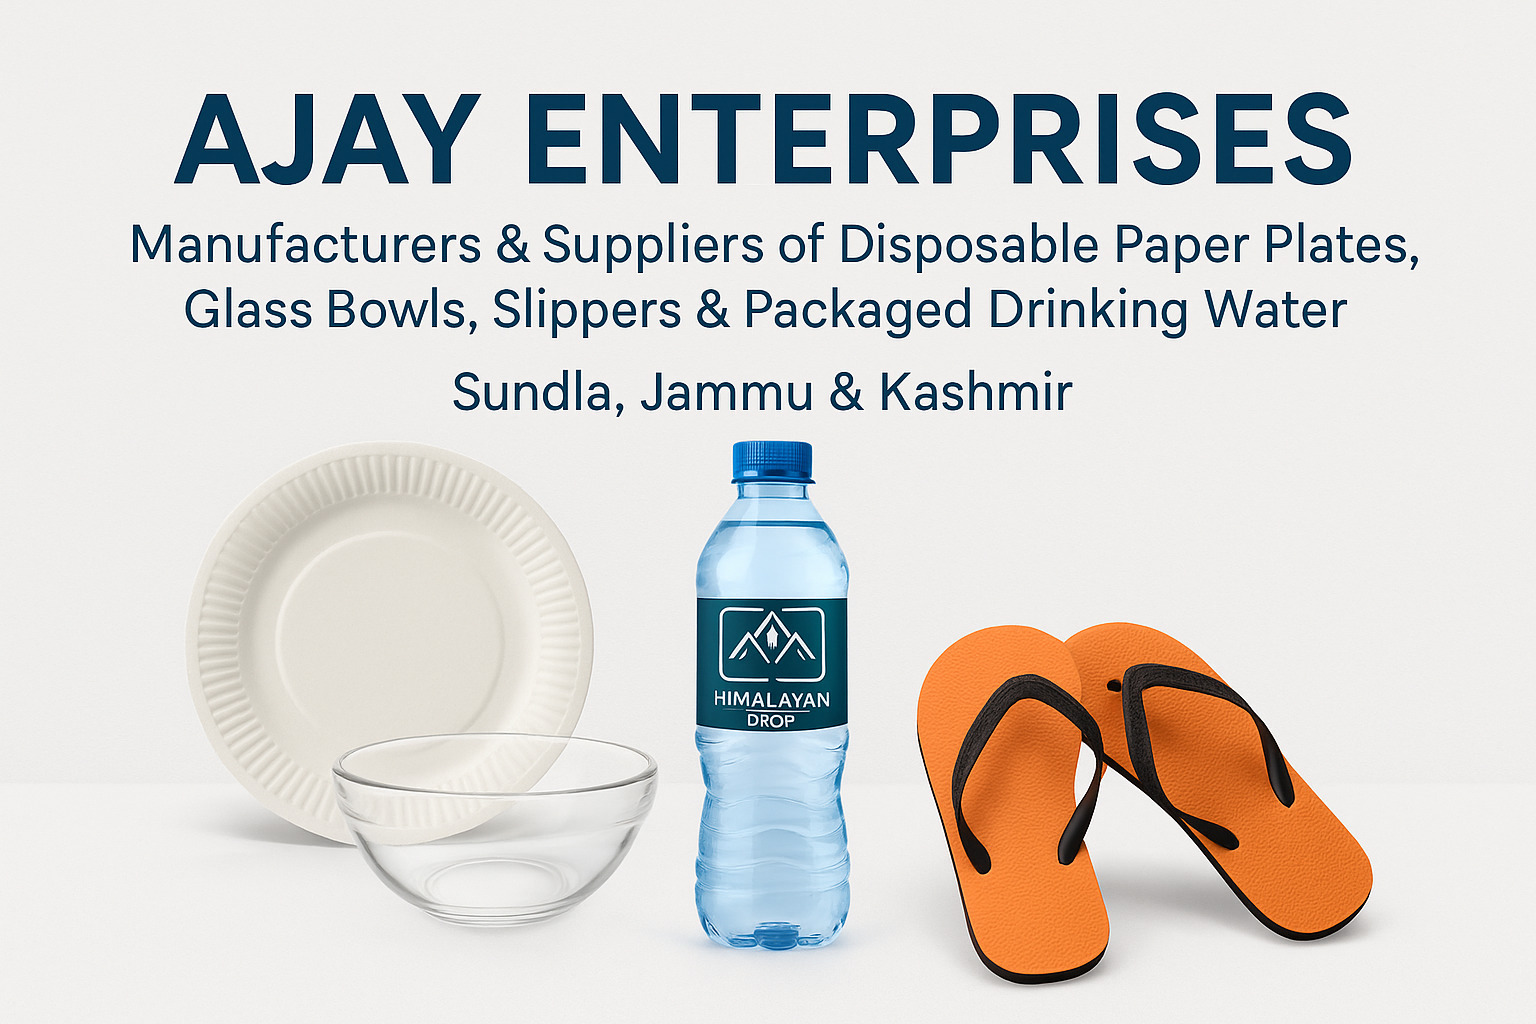 AJAY ENTERPRISES
Manufacturers & Suppliers of Disposable Paper Plates,
Glass Bowls, Slippers & Packaged Drinking Water
Sundla, Jammu & Kashmir
HIMALAYAN
DROP